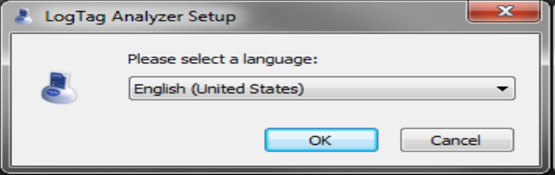 LogTag Analyzer Setup
Please select a language:
English (United States)
OK
Cancel